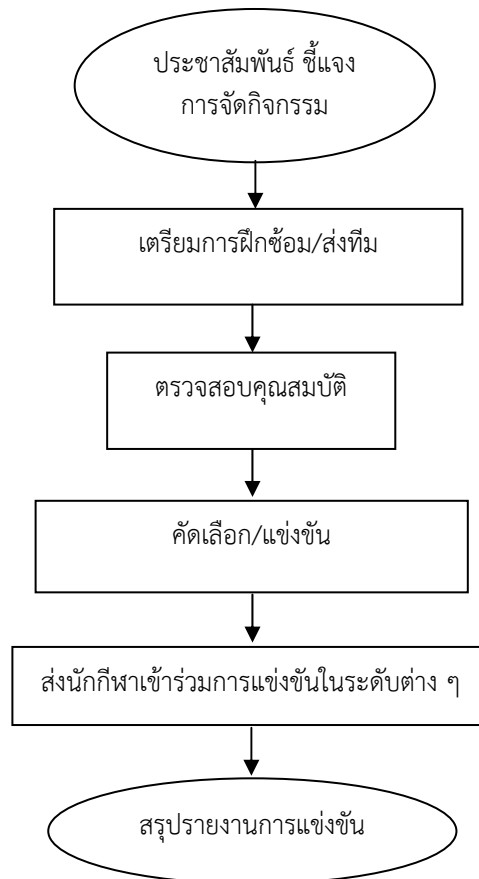 ประชาสัมพันธ์ ชี้แจง
การจัดกิจกรรม
เตรียมการฝึกซ้อม/ส่งทีม
ตรวจสอบคุณสมบัติ
คัดเลือก/แข่งขัน
ส่งนักกีฬาเข้าร่วมการแข่งขันในระดับต่าง ๆ
สรุปรายงานการแข่งขัน